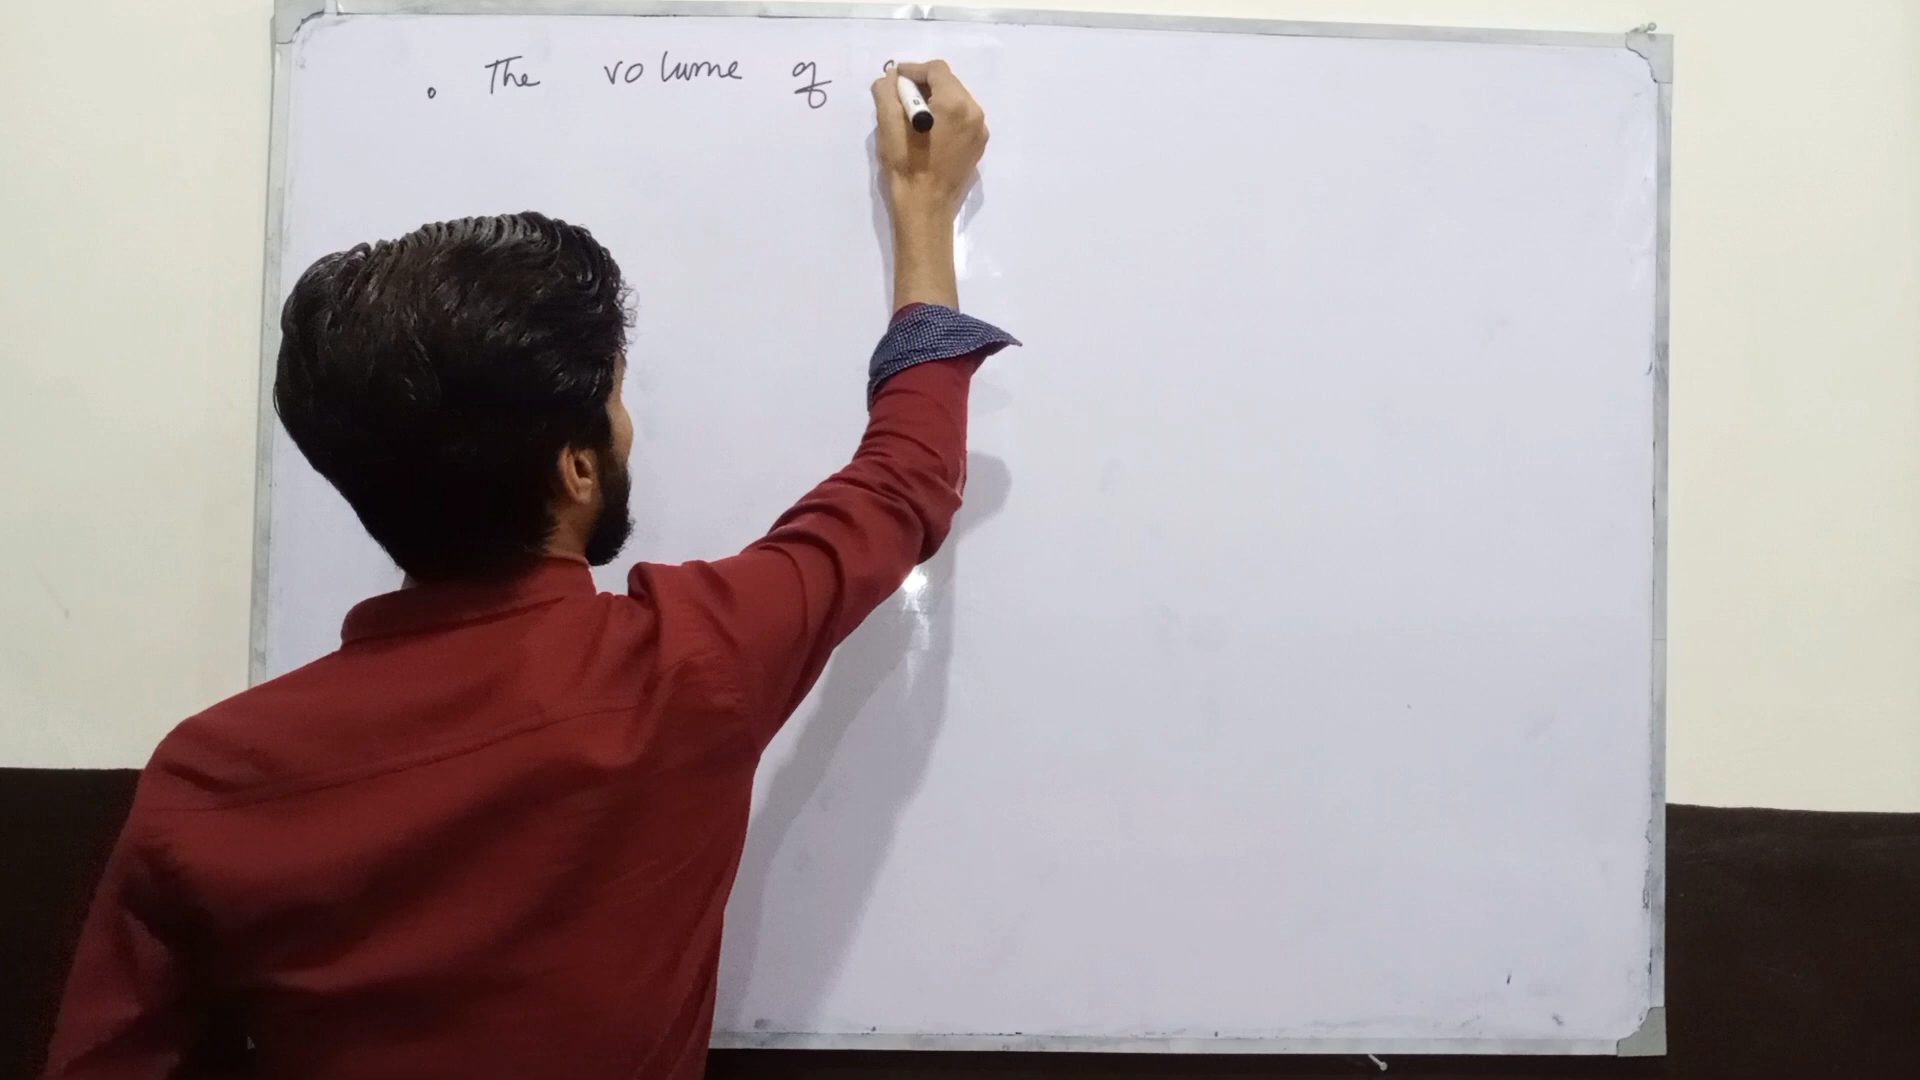 . The volume of